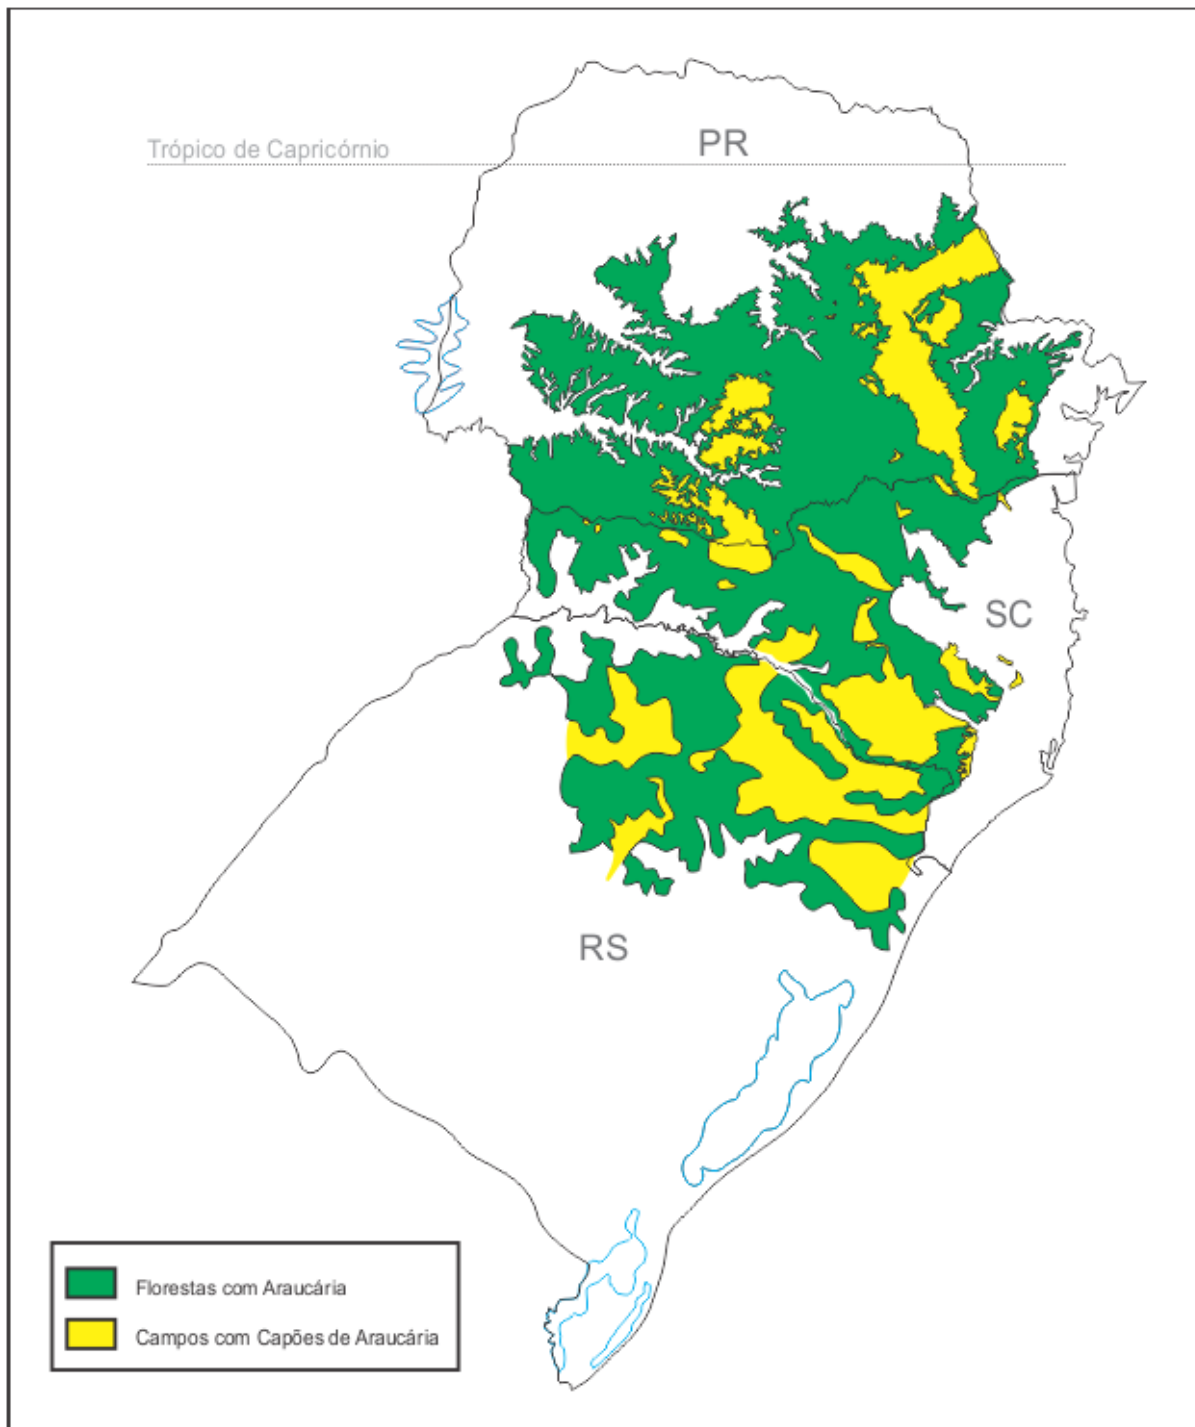 PR
Trópico de Capricórnio
SC
RS
Florestas com Araucária
Campos com Capões de Araucária